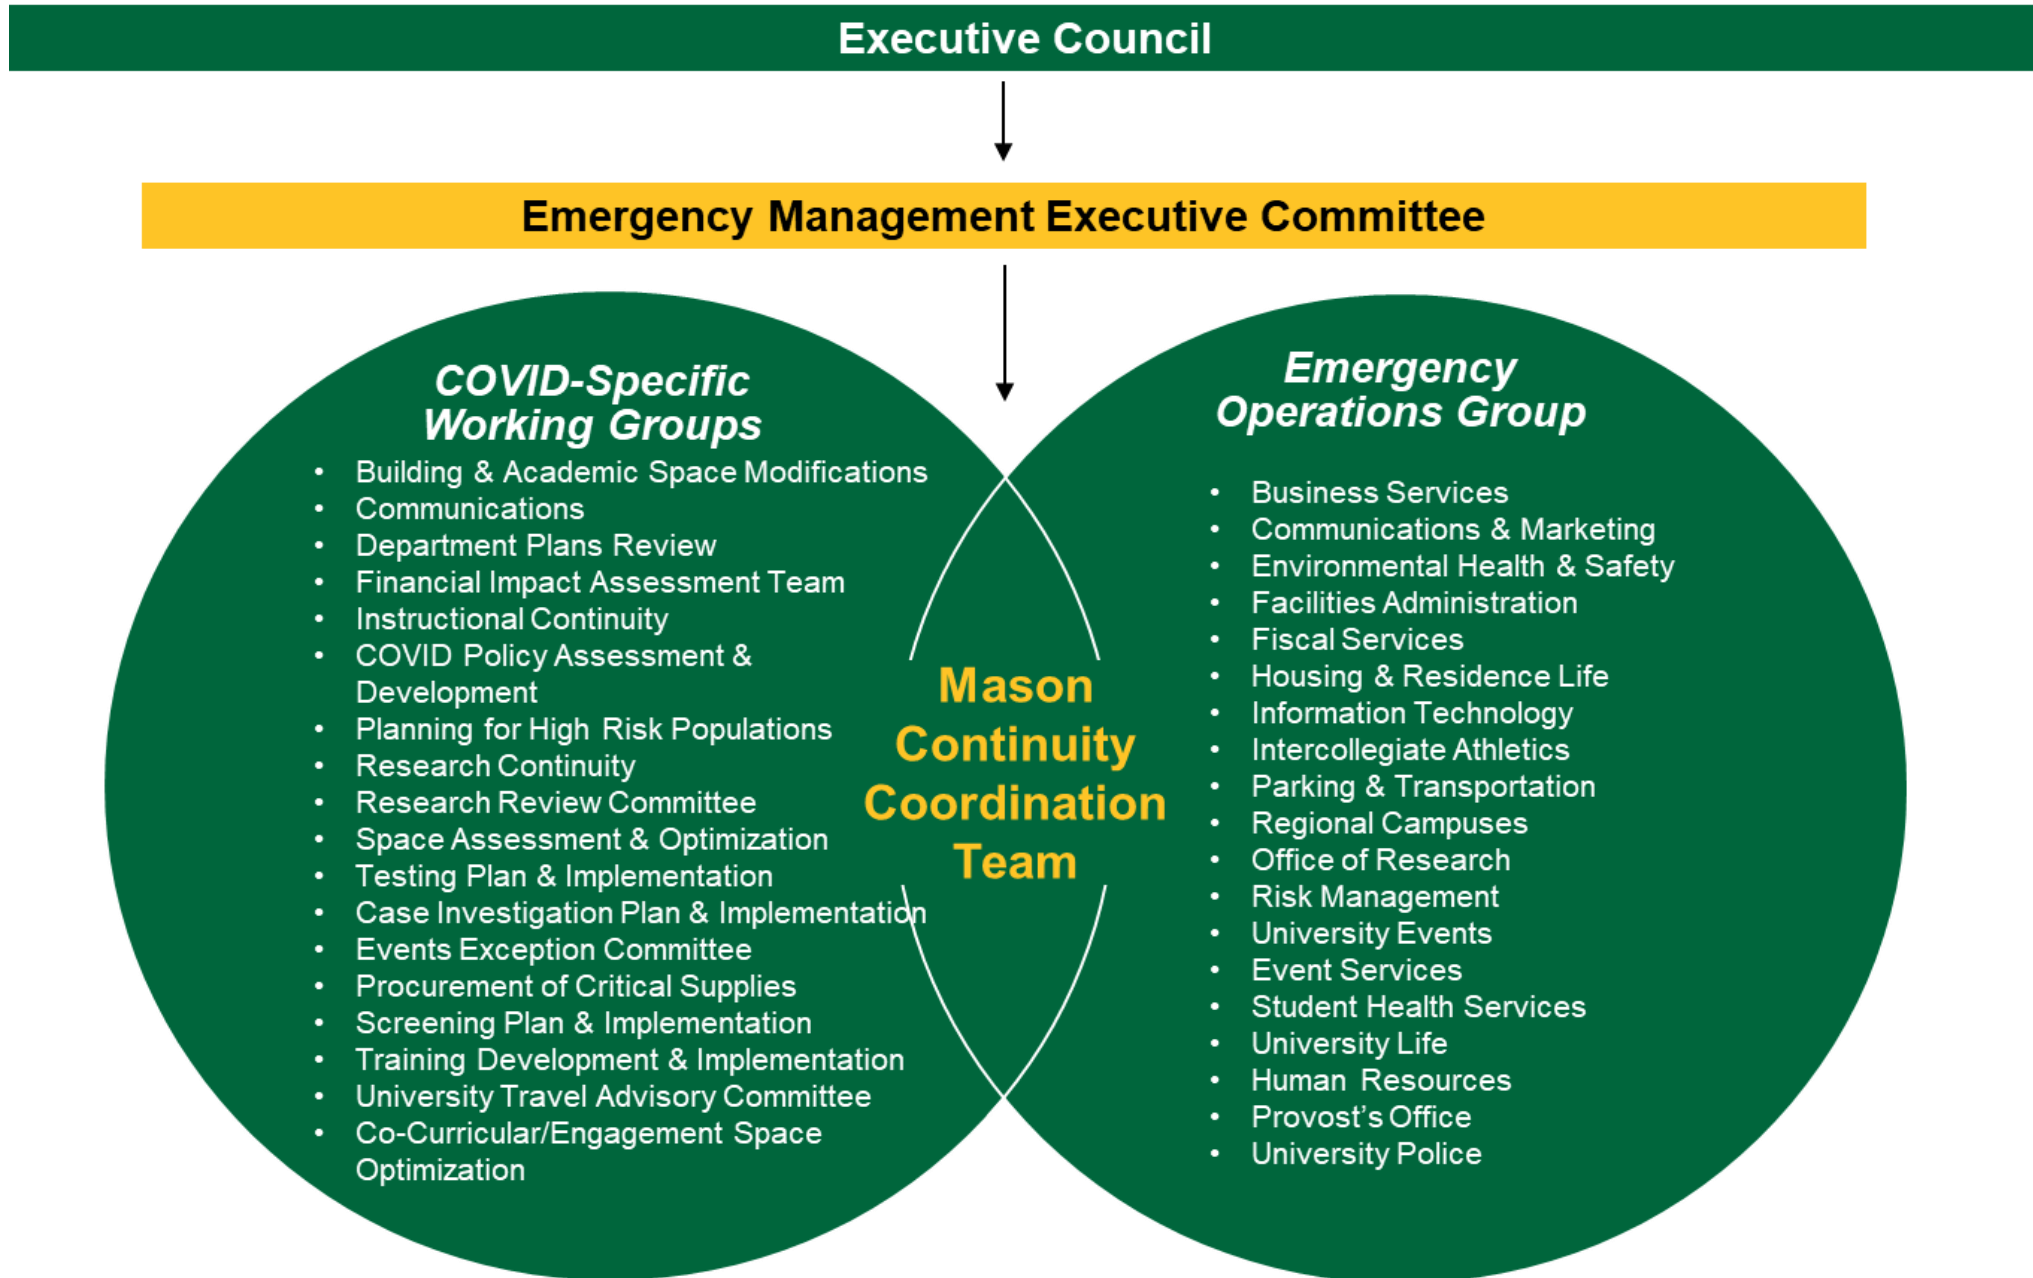 Executive Council
Emergency Management Executive Committee
COVID-Specific
Working Groups
• Building & Academic Space Modifications
• Communications
• Department Plans Review
• Financial Impact Assessment Team
• Instructional Continuity
• COVID Policy Assessment &
Development
• Planning for High Risk Populations
• Research Continuity
• Research Review Committee
• Space Assessment & Optimization
• Testing Plan & Implementation
• Case Investigation Plan & Implementation
• Events Exception Committee
• Procurement of Critical Supplies
• Screening Plan & Implementation
• Training Development & Implementation
• University Travel Advisory Committee
• Co-Curricular/Engagement Space
Optimization
Mason
Continuity
Coordination
Team
Emergency
Operations Group
• Business Services
• Communications & Marketing
• Environmental Health & Safety
• Facilities Administration
• Fiscal Services
• Housing & Residence Life
• Information Technology
• Intercollegiate Athletics
• Parking & Transportation
• Regional Campuses
• Office of Research
• Risk Management
• University Events
• Event Services
• Student Health Services
• University Life
• Human Resources
• Provost’s Office
• University Police